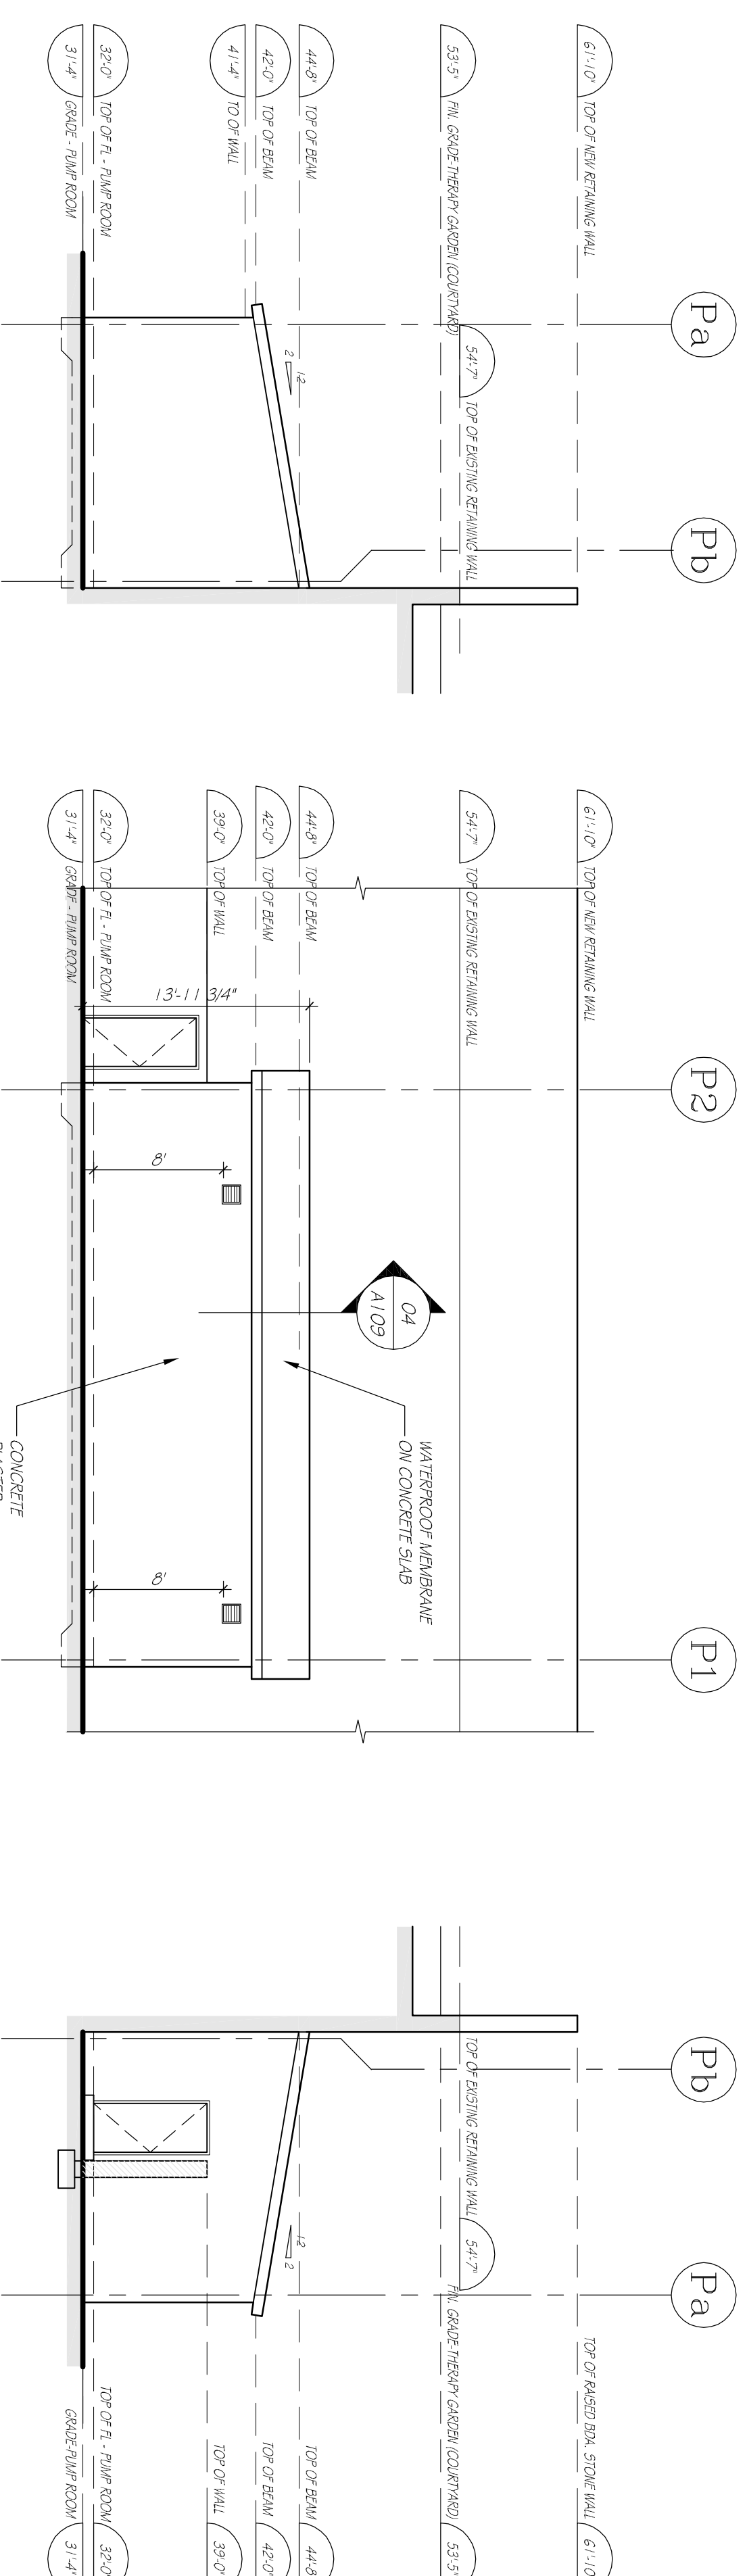 61'-10" TOP OF NEW RETAINING WALL
53'-5" FIN. GRADE-THERAPY GARDEN (COURTYARD)
54'-7" TOP OF EXISTING RETAINING WALL
44'-8" TOP OF BEAM
42'-0" TOP OF BEAM
41'-4" TO OF WALL
32'-0" TOP OF FL - PUMP ROOM
31'-4" GRADE - PUMP ROOM
Pa
Pb
12
2
61'-10" TOP OF NEW RETAINING WALL
54'-7" TOP OF EXISTING RETAINING WALL
44'-8" TOP OF BEAM
42'-0" TOP OF BEAM
39'-0" TOP OF WALL
32'-0" TOP OF FL - PUMP ROOM
31'-4" GRADE - PUMP ROOM
P2
P1
13'-11 3/4"
8'
8'
04
A109
WATERPROOF MEMBRANE
ON CONCRETE SLAB
CONCRETE
Pb
Pa
TOP OF RAISED BDA. STONE WALL 61'-10
TOP OF EXISTING RETAINING WALL 54'-7"
FIN. GRADE-THERAPY GARDEN (COURTYARD) 53'-5"
12
2
TOP OF BEAM 44'-8
TOP OF BEAM 42'-0"
TOP OF WALL 39'-0"
TOP OF FL - PUMP ROOM 32'-0"
GRADE-PUMP ROOM 31'-4"